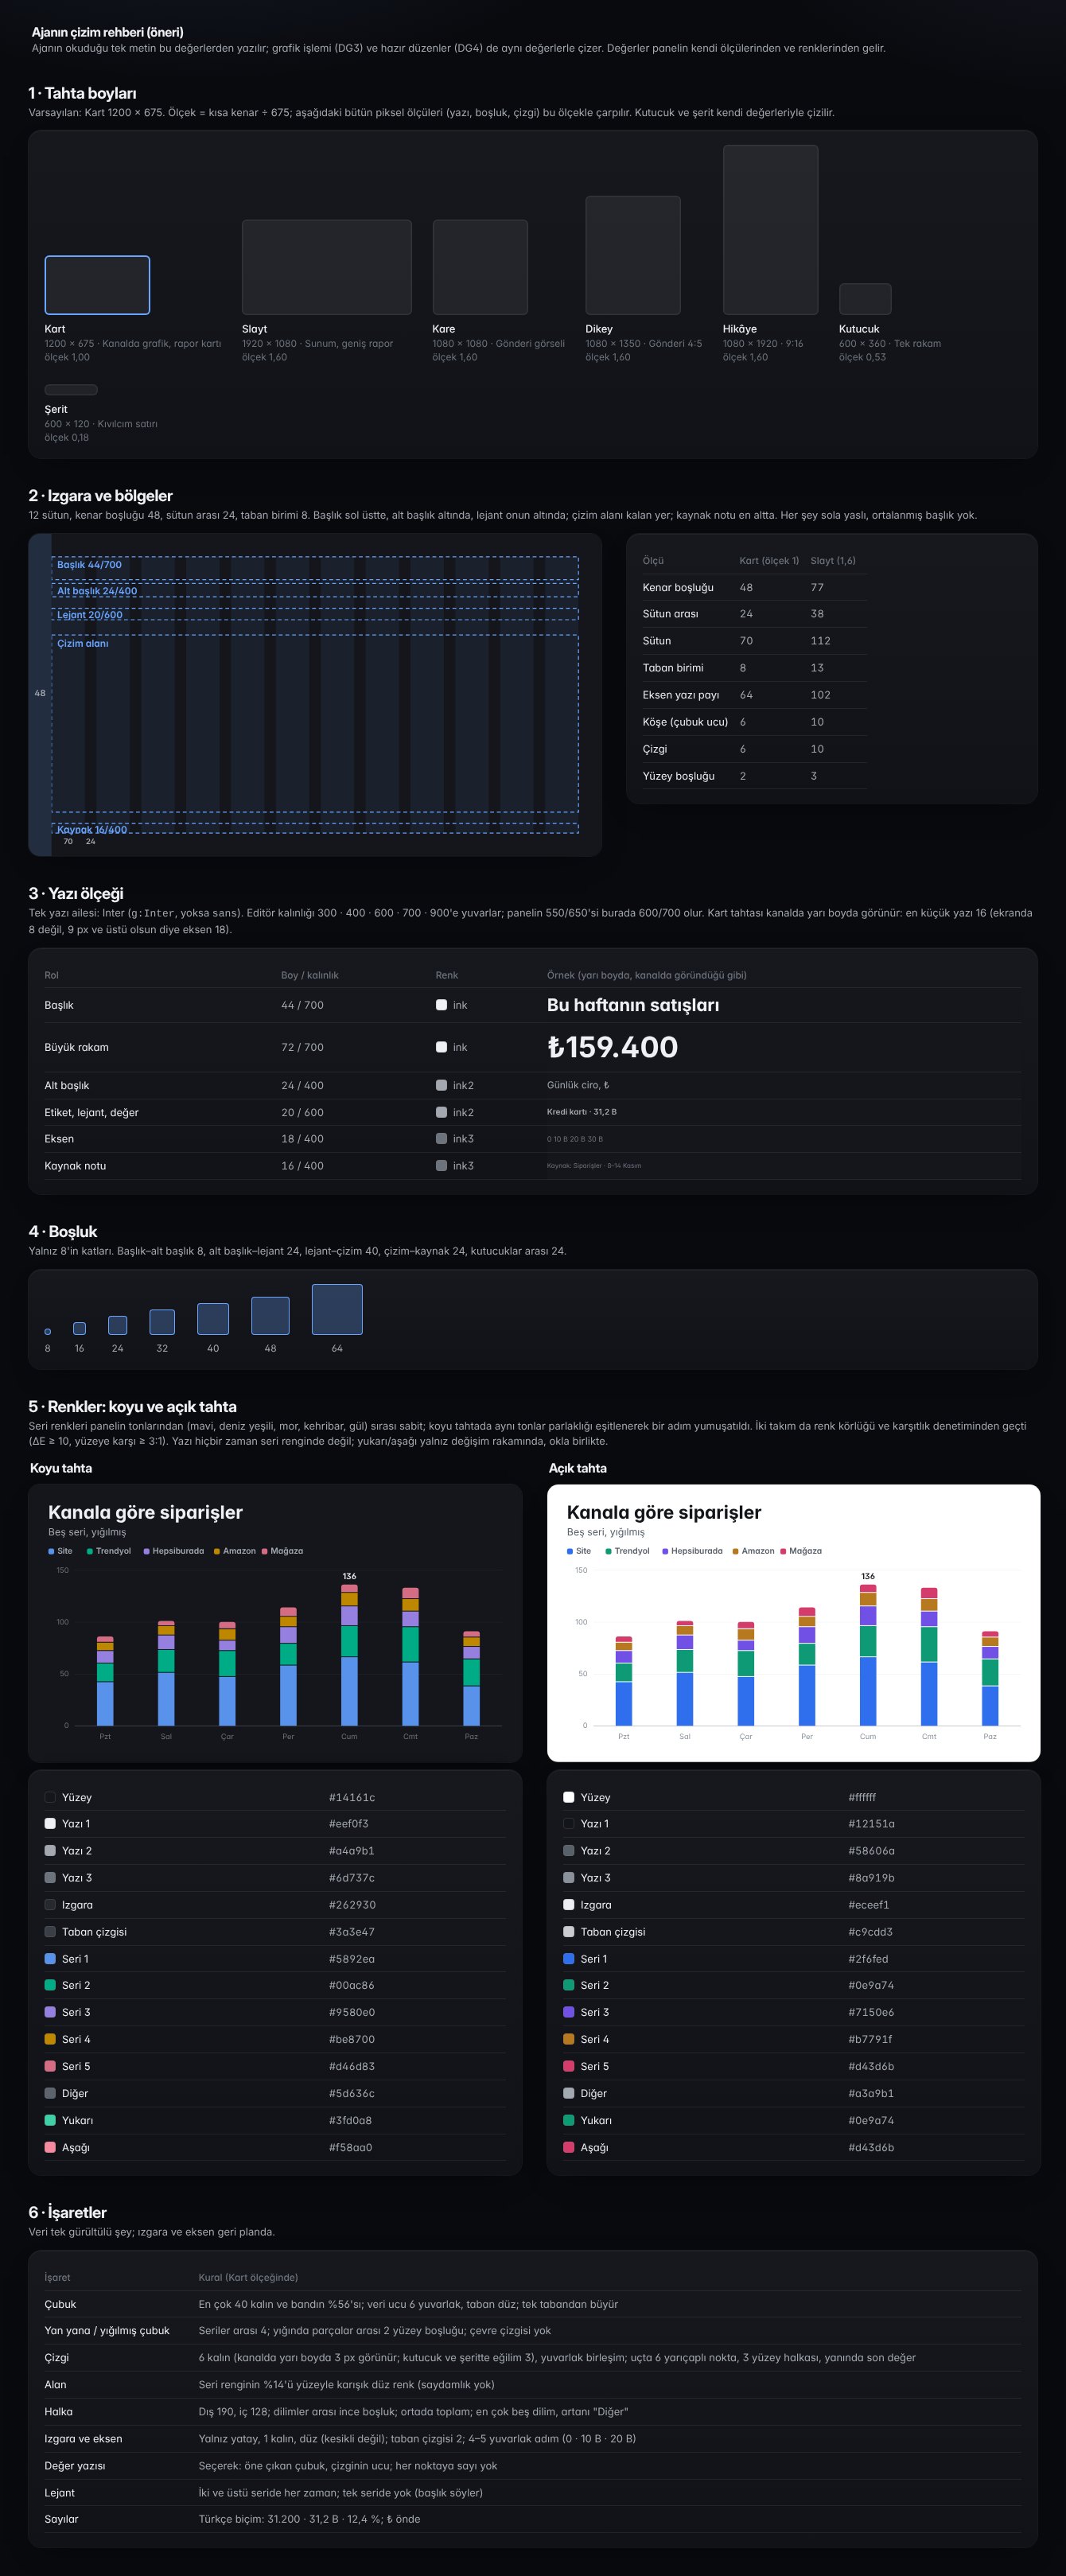 Ajanın çizim rehberi (öneri)
Ajanın okuduğu tek metin bu değerlerden yazılır; grafik işlemi (DG3) ve hazır düzenler (DG4) de aynı değerlerle çizer. Değerler panelin kendi ölçülerinden ve renklerinden gelir.
1 · Tahta boyları
Varsayılan: Kart 1200 × 675. Ölçek = kısa kenar ÷ 675; aşağıdaki bütün piksel ölçüleri (yazı, boşluk, çizgi) bu ölçekle çarpılır. Kutucuk ve şerit kendi değerleriyle çizilir.
Kart
1200 × 675 · Kanalda grafik, rapor kartı
ölçek 1,00
Slayt
1920 × 1080 · Sunum, geniş rapor
ölçek 1,60
Kare
1080 × 1080 · Gönderi görseli
ölçek 1,60
Dikey
1080 × 1350 · Gönderi 4:5
ölçek 1,60
Hikâye
1080 × 1920 · 9:16
ölçek 1,60
Kutucuk
600 × 360 · Tek rakam
ölçek 0,53
Şerit
600 × 120 · Kıvılcım satırı
ölçek 0,18
2 · Izgara ve bölgeler
12 sütun, kenar boşluğu 48, sütun arası 24, taban birimi 8. Başlık sol üstte, alt başlık altında, lejant onun altında; çizim alanı kalan yer; kaynak notu en altta. Her şey sola yaslı, ortalanmış başlık yok.
Başlık 44/700
Alt başlık 24/400
Lejant 20/600
Çizim alanı
48
Kaynak 16/400
70 24
Ölçü Kart (ölçek 1) Slayt (1,6)
Kenar boşluğu 48 77
Sütun arası 24 38
Sütun 70 112
Taban birimi 8 13
Eksen yazı payı 64 102
Köşe (çubuk ucu) 6 10
Çizgi 6 10
Yüzey boşluğu 2 3
3 · Yazı ölçeği
Tek yazı ailesi: Inter (g:Inter, yoksa sans). Editör kalınlığı 300 · 400 · 600 · 700 · 900'e yuvarlar; panelin 550/650'si burada 600/700 olur. Kart tahtası kanalda yarı boyda görünür: en küçük yazı 16 (ekranda
8 değil, 9 px ve üstü olsun diye eksen 18).
Rol Boy / kalınlık Renk Örnek (yarı boyda, kanalda göründüğü gibi)
Başlık 44 / 700 ink Bu haftanın satışları
Büyük rakam 72 / 700 ink ₺159.400
Alt başlık 24 / 400 ink2 Günlük ciro, ₺
Etiket, lejant, değer 20 / 600 ink2 Kredi kartı · 31,2 B
Eksen 18 / 400 ink3 0 10 B 20 B 30 B
Kaynak notu 16 / 400 ink3 Kaynak: Siparişler · 8–14 Kasım
4 · Boşluk
Yalnız 8'in katları. Başlık–alt başlık 8, alt başlık–lejant 24, lejant–çizim 40, çizim–kaynak 24, kutucuklar arası 24.
8 16 24 32 40 48 64
5 · Renkler: koyu ve açık tahta
Seri renkleri panelin tonlarından (mavi, deniz yeşili, mor, kehribar, gül) sırası sabit; koyu tahtada aynı tonlar parlaklığı eşitlenerek bir adım yumuşatıldı. İki takım da renk körlüğü ve karşıtlık denetiminden geçti
(ΔE ≥ 10, yüzeye karşı ≥ 3:1). Yazı hiçbir zaman seri renginde değil; yukarı/aşağı yalnız değişim rakamında, okla birlikte.
Koyu tahta
Kanala göre siparişler
Beş seri, yığılmış
Site Trendyol Hepsiburada Amazon Mağaza
150
136
100
50
0
Pzt Sal Çar Per Cum Cmt Paz
Yüzey #14161c
Yazı 1 #eef0f3
Yazı 2 #a4a9b1
Yazı 3 #6d737c
Izgara #262930
Taban çizgisi #3a3e47
Seri 1 #5892ea
Seri 2 #00ac86
Seri 3 #9580e0
Seri 4 #be8700
Seri 5 #d46d83
Diğer #5d636c
Yukarı #3fd0a8
Aşağı #f58aa0
Açık tahta
Kanala göre siparişler
Beş seri, yığılmış
Site Trendyol Hepsiburada Amazon Mağaza
150
136
100
50
0
Pzt Sal Çar Per Cum Cmt Paz
Yüzey #ffffff
Yazı 1 #12151a
Yazı 2 #58606a
Yazı 3 #8a919b
Izgara #eceef1
Taban çizgisi #c9cdd3
Seri 1 #2f6fed
Seri 2 #0e9a74
Seri 3 #7150e6
Seri 4 #b7791f
Seri 5 #d43d6b
Diğer #a3a9b1
Yukarı #0e9a74
Aşağı #d43d6b
6 · İşaretler
Veri tek gürültülü şey; ızgara ve eksen geri planda.
İşaret Kural (Kart ölçeğinde)
Çubuk En çok 40 kalın ve bandın %56'sı; veri ucu 6 yuvarlak, taban düz; tek tabandan büyür
Yan yana / yığılmış çubuk Seriler arası 4; yığında parçalar arası 2 yüzey boşluğu; çevre çizgisi yok
Çizgi 6 kalın (kanalda yarı boyda 3 px görünür; kutucuk ve şeritte eğilim 3), yuvarlak birleşim; uçta 6 yarıçaplı nokta, 3 yüzey halkası, yanında son değer
Alan Seri renginin %14'ü yüzeyle karışık düz renk (saydamlık yok)
Halka Dış 190, iç 128; dilimler arası ince boşluk; ortada toplam; en çok beş dilim, artanı "Diğer"
Izgara ve eksen Yalnız yatay, 1 kalın, düz (kesikli değil); taban çizgisi 2; 4–5 yuvarlak adım (0 · 10 B · 20 B)
Değer yazısı Seçerek: öne çıkan çubuk, çizginin ucu; her noktaya sayı yok
Lejant İki ve üstü seride her zaman; tek seride yok (başlık söyler)
Sayılar Türkçe biçim: 31.200 · 31,2 B · 12,4 %; ₺ önde